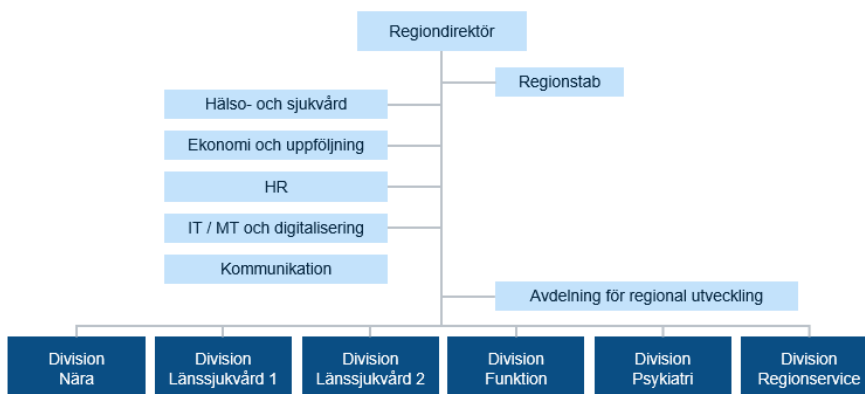 Regiondirektör
Regionstab
Hälso- och sjukvård
Ekonomi och uppföljning
HR
IT / MT och digitalisering
Kommunikation
Avdelning för regional utveckling
Division
Nära
Division
Länssjukvård 1
Division
Länssjukvård 2
Division
Funktion
Division
Psykiatri
Division
Regionservice